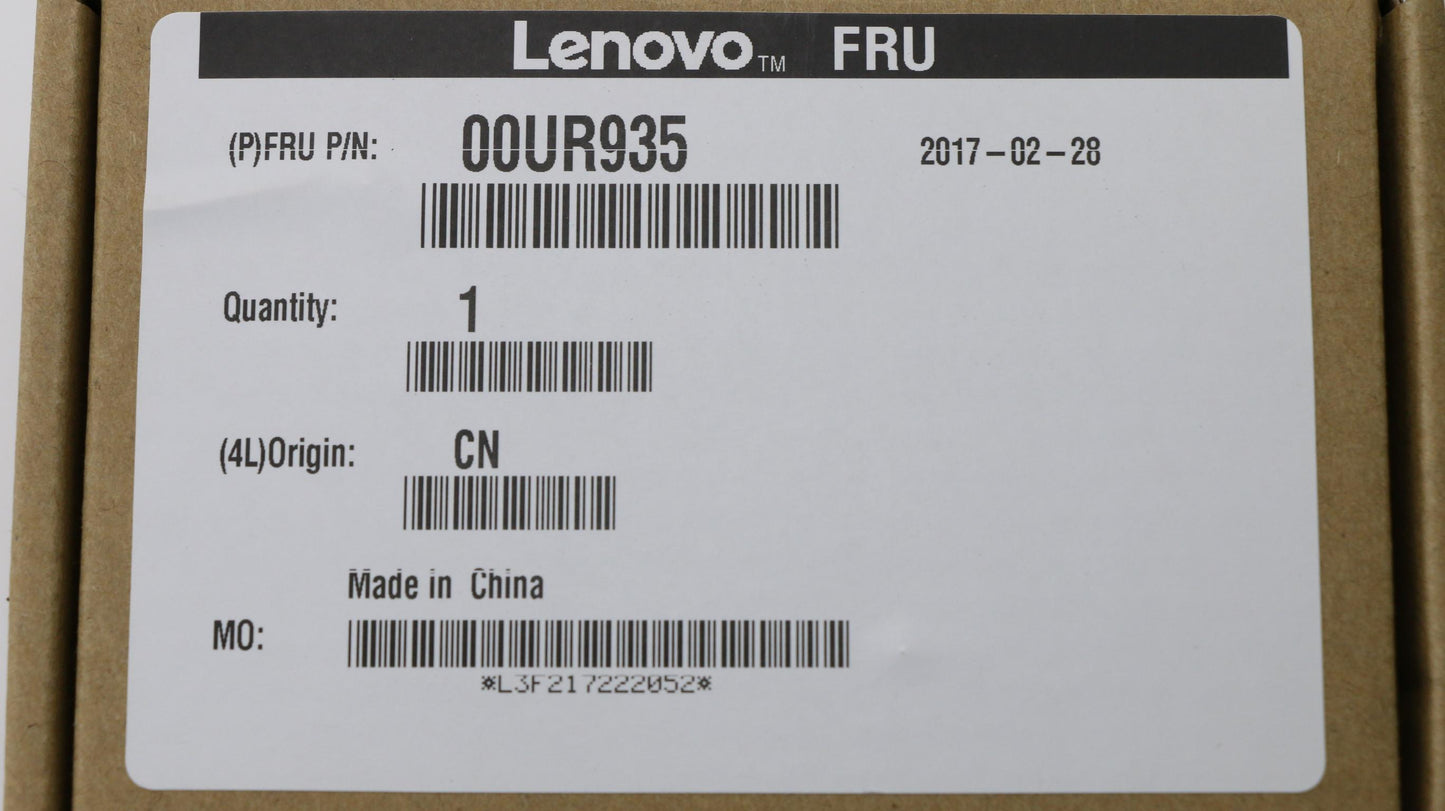 Lenovo™ FRU
(P)FRU P/N: 00UR935 2017-02-28
Quantity: 1
(4L)Origin: CN
Made in China
MO:
*L3F217222052*